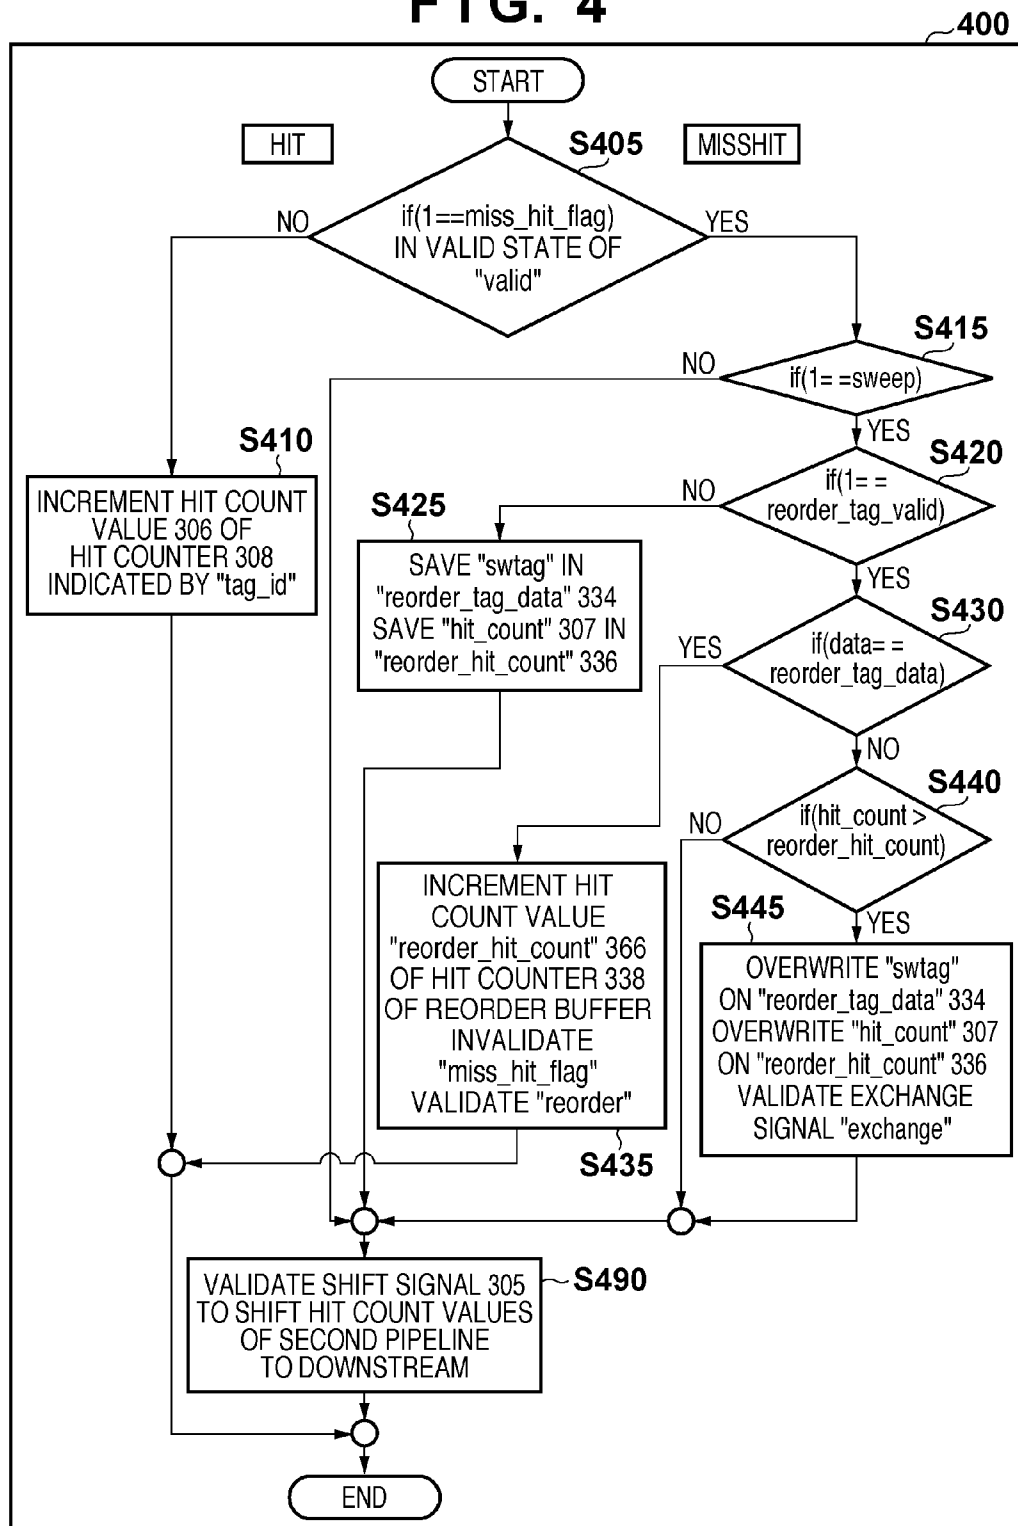 FIG. 4
400
START
HIT
S405
MISSHIT
NO
if(1==miss_hit_flag)
IN VALID STATE OF
"valid"
YES
S415
NO
if(1= =sweep)
YES
S410
INCREMENT HIT COUNT
VALUE 306 OF
HIT COUNTER 308
INDICATED BY "tag_id"
S420
NO
if(1= =
reorder_tag_valid)
YES
S425
SAVE "swtag" IN
"reorder_tag_data" 334
SAVE "hit_count" 307 IN
"reorder_hit_count" 336
S430
YES
if(data= =
reorder_tag_data)
NO
S440
NO
if(hit_count >
reorder_hit_count)
YES
INCREMENT HIT
COUNT VALUE
"reorder_hit_count" 366
OF HIT COUNTER 338
OF REORDER BUFFER
INVALIDATE
"miss_hit_flag"
VALIDATE "reorder"
S435
S445
OVERWRITE "swtag"
ON "reorder_tag_data" 334
OVERWRITE "hit_count" 307
ON "reorder_hit_count" 336
VALIDATE EXCHANGE
SIGNAL "exchange"
S490
VALIDATE SHIFT SIGNAL 305
TO SHIFT HIT COUNT VALUES
OF SECOND PIPELINE
TO DOWNSTREAM
END